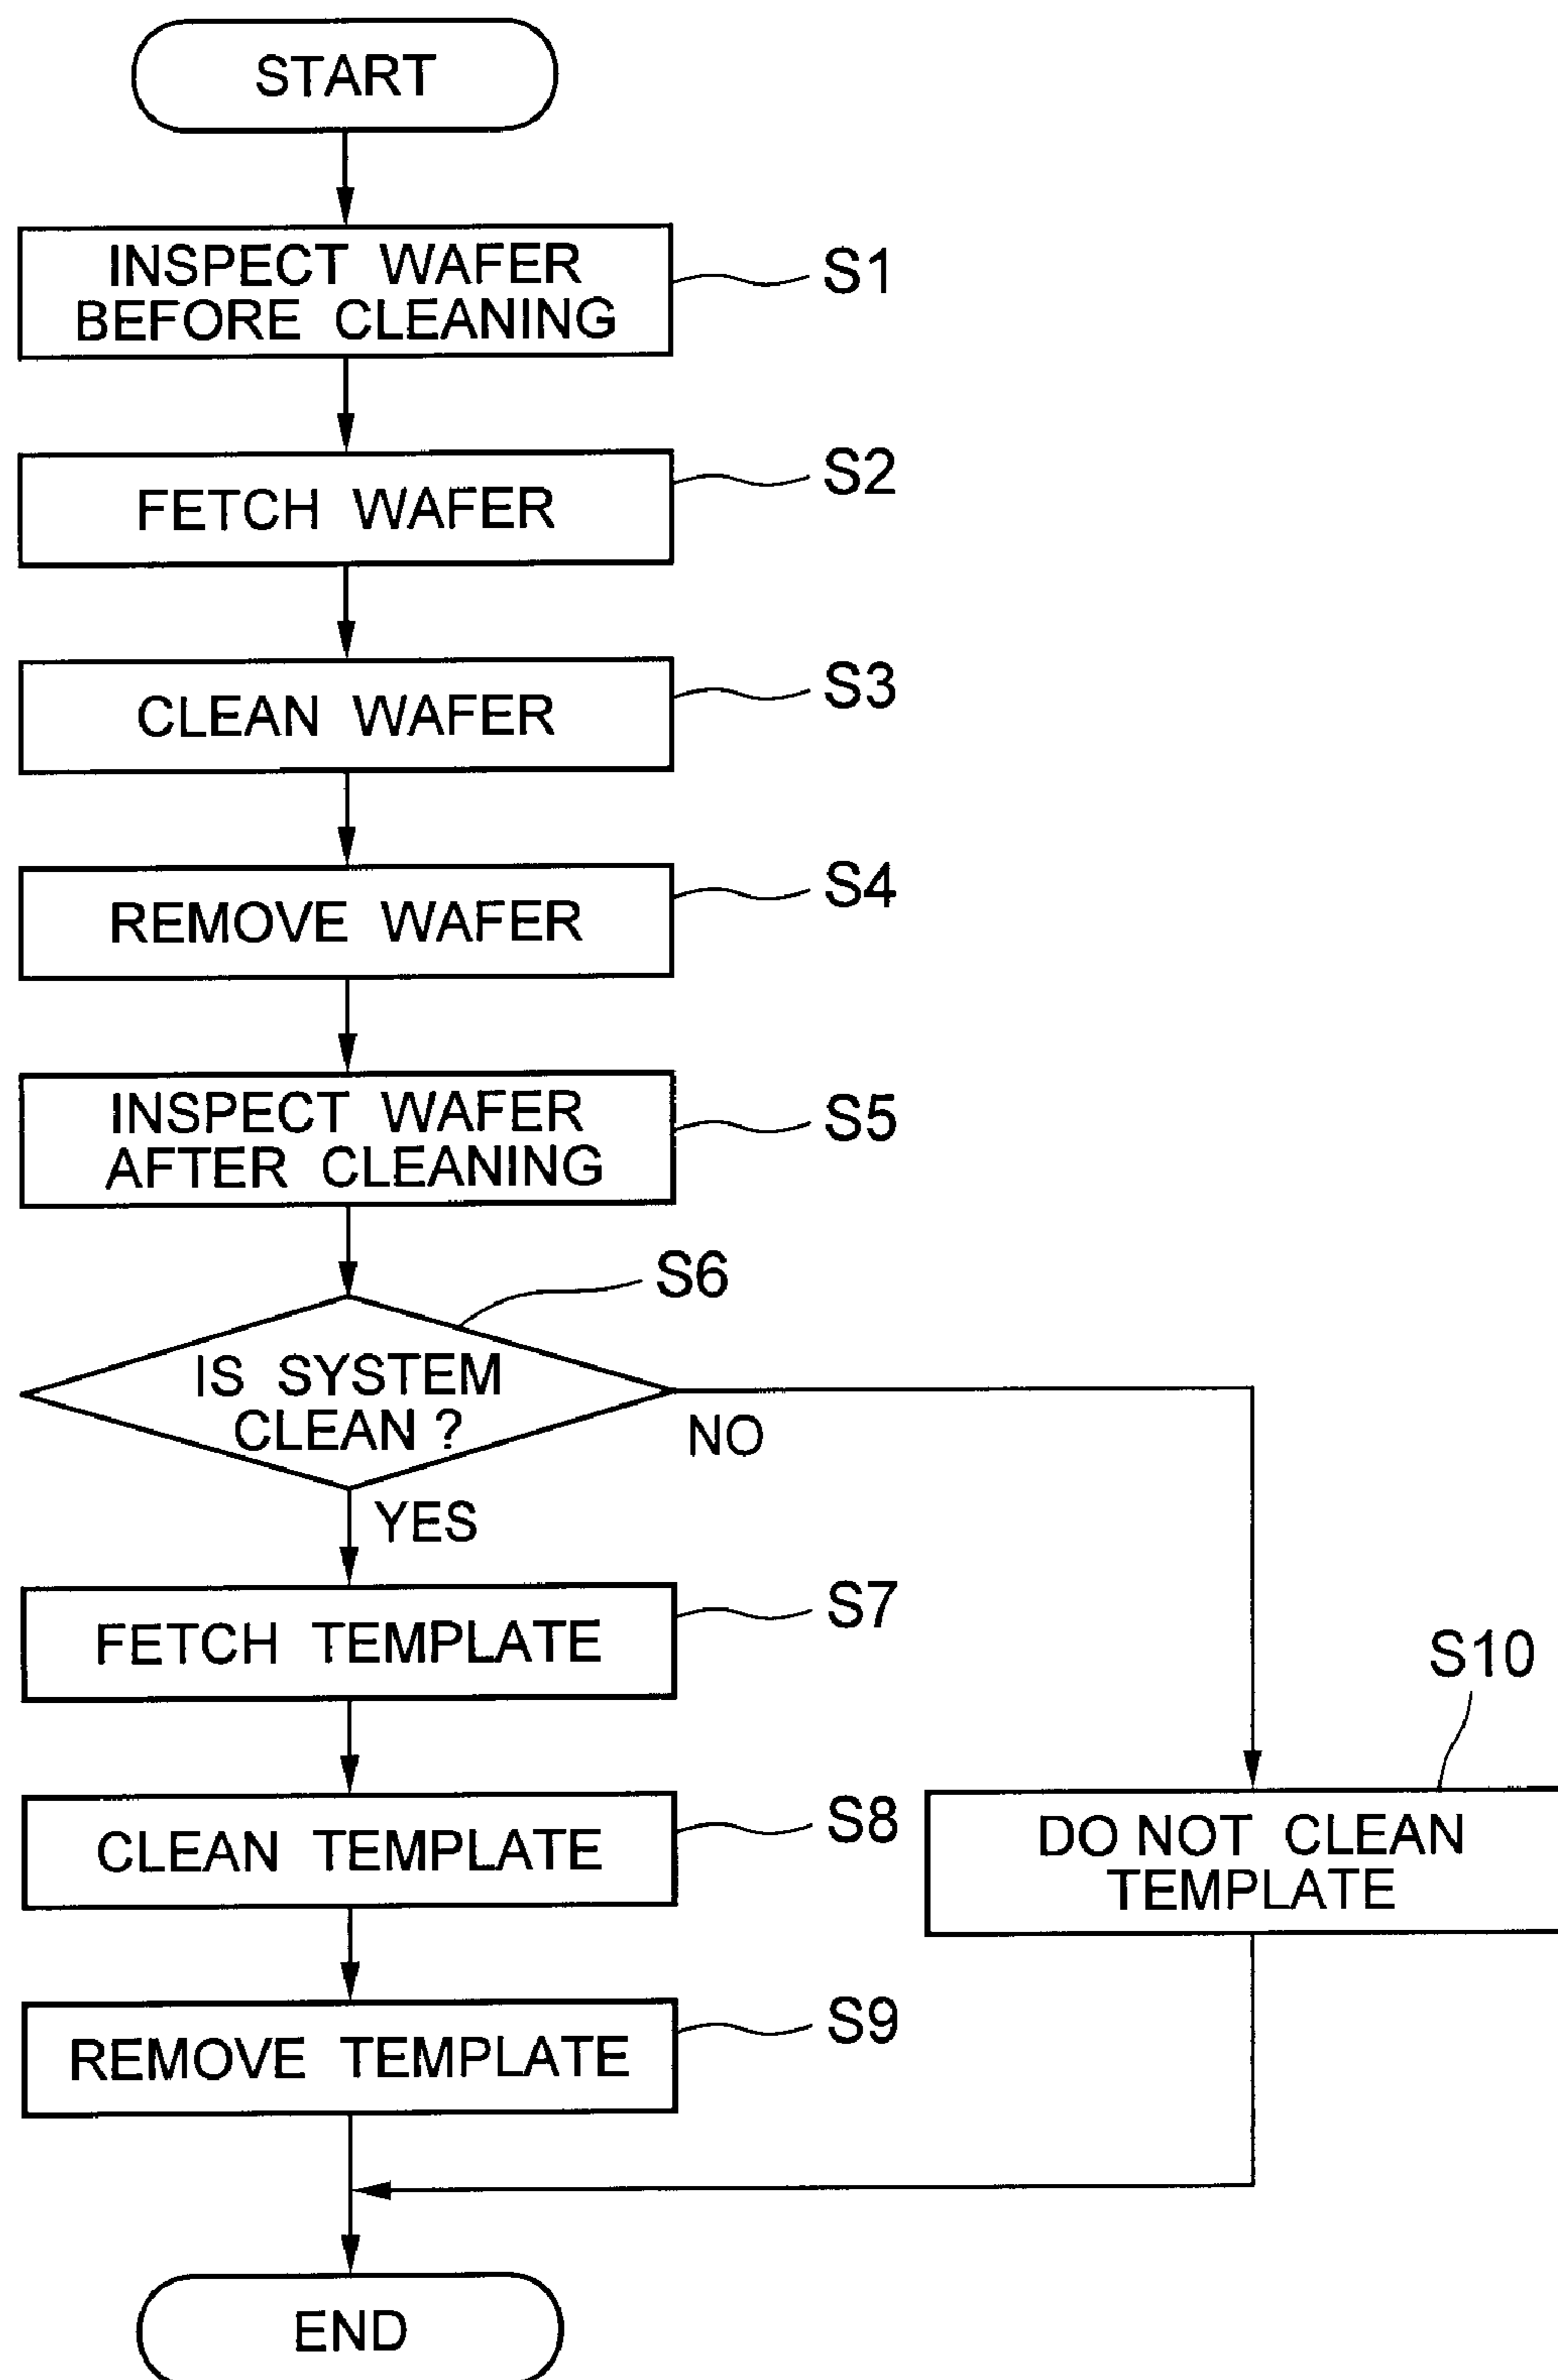 START
INSPECT WAFER
BEFORE CLEANING
S1
FETCH WAFER
S2
CLEAN WAFER
S3
REMOVE WAFER
S4
INSPECT WAFER
AFTER CLEANING
S5
S6
IS SYSTEM
CLEAN ?
NO
YES
FETCH TEMPLATE
S7
S10
CLEAN TEMPLATE
S8
DO NOT CLEAN
TEMPLATE
REMOVE TEMPLATE
S9
END